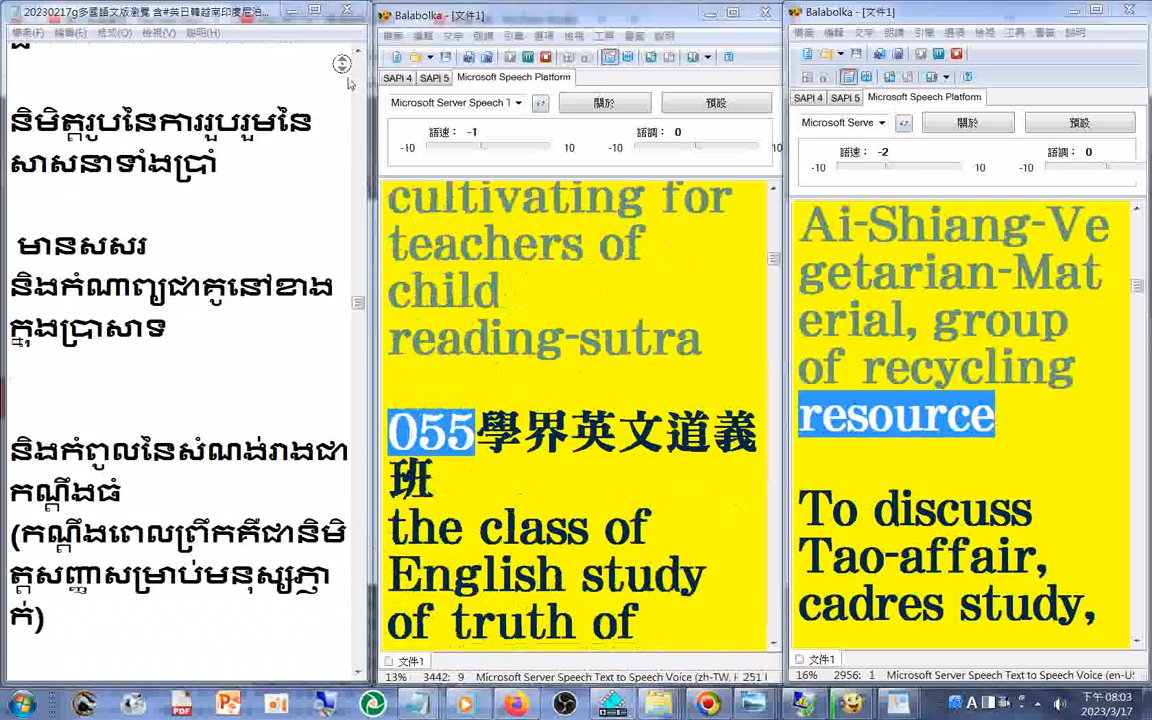 20230217g多國語文版瀏覽 含#英日韓越南印度尼泊...
檔案(F) 編輯(E) 格式(O) 檢視(V) 說明(H)
និមិត្តរូបនៃការរួបរួមនៃ
សាសនាទាំងប្រាំ
មានសសរ
និងកំណាព្យជាគូនៅខាង
ក្នុងប្រាសាទ
និងកំពូលនៃសំណង់រាងជា
កណ្ដឹងធំ
(កណ្ដឹងពេលព្រឹកគឺជានិមិ
ត្តសញ្ញាសម្រាប់មនុស្សភ្ញា
ក់)
Balabolka - [文件1]
SAPI 4 SAPI 5 Microsoft Speech Platform
Microsoft Server Speech T 關於 預設
語速： -1 語調： 0
-10 10 -10 10
cultivating for
teachers of
child
reading-sutra
055學界英文道義
班
the class of
English study
of truth of
文件1
13% 3442: 9 Microsoft Server Speech Text to Speech Voice (zh-TW, 251
Balabolka - [文件1]
SAPI 4 SAPI 5 Microsoft Speech Platform
Microsoft Serve 關於 預設
語速： -2 語調： 0
-10 10 -10
Ai-Shiang-Ve
getarian-Mat
erial, group
of recycling
resource
To discuss
Tao-affair,
cadres study,
文件1
16% 2956: 1 Microsoft Server Speech Text to Speech Voice (en-U
下午 08:03
2023/3/17